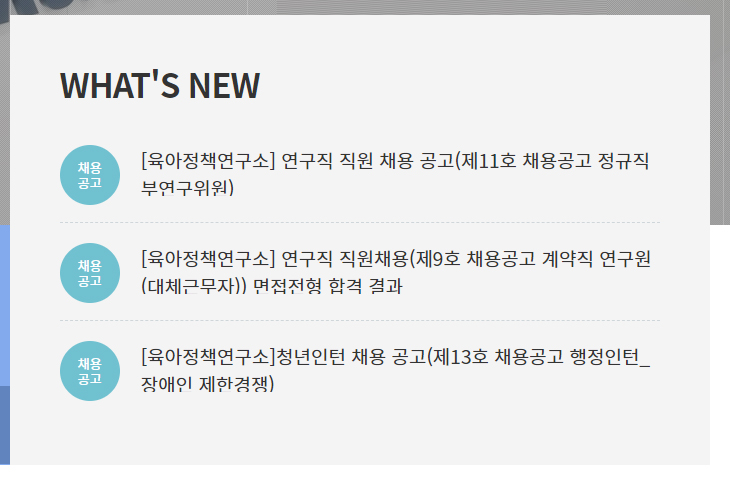 WHAT'S NEW
채용
공고
[육아정책연구소] 연구직 직원 채용 공고(제11호 채용공고 정규직
부연구위원)
채용
공고
[육아정책연구소] 연구직 직원채용(제9호 채용공고 계약직 연구원
(대체근무자)) 면접전형 합격 결과
채용
공고
[육아정책연구소]청년인턴 채용 공고(제13호 채용공고 행정인턴_
장애인 제한경쟁)